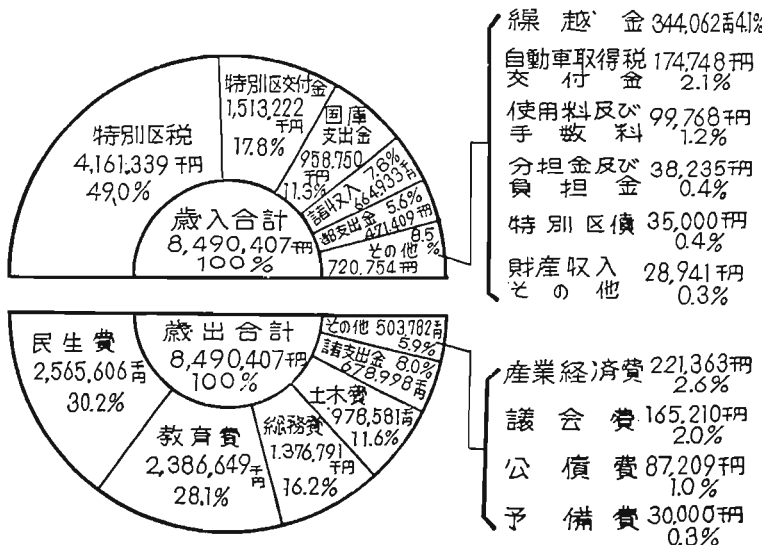 特別区税
4,161,339 千円
49.0%
特別区交付金
1,513,222
千円
17.8%
国庫
支出金
958,750
千円
11.3%
諸収入 7.8%
664,933千円
都支出金 5.6%
471,409千円
その他 8.5
%
720,754千円
歳入合計
8,490,407千円
100%
繰越金 344,062千円 4.1%
自動車取得税 174,748千円
交付金 2.1%
使用料及び 99,768千円
手数料 1.2%
分担金及び 38,235千円
負担金 0.4%
特別区債 35,000千円
0.4%
財産収入 28,941千円
その他 0.3%
歳出合計
8,490,407千円
100%
民生費
2,565,606千円
30.2%
教育費
2,386,649千円
28.1%
総務費
1,376,791
千円
16.2%
土木費
978,581千円
11.6%
諸支出金 8.0%
678,998千円
その他 503,782千円
5.9%
産業経済費 221,363千円
2.6%
議会費 165,210千円
2.0%
公債費 87,209千円
1.0%
予備費 30,000千円
0.3%